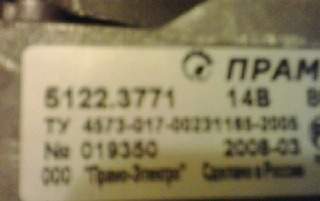 ПРАМ
5122.3771 14В
ТУ 4573-017-00231165-2005
№ 019350 2008-03
ООО "Прамо-Электро" Сделано в России